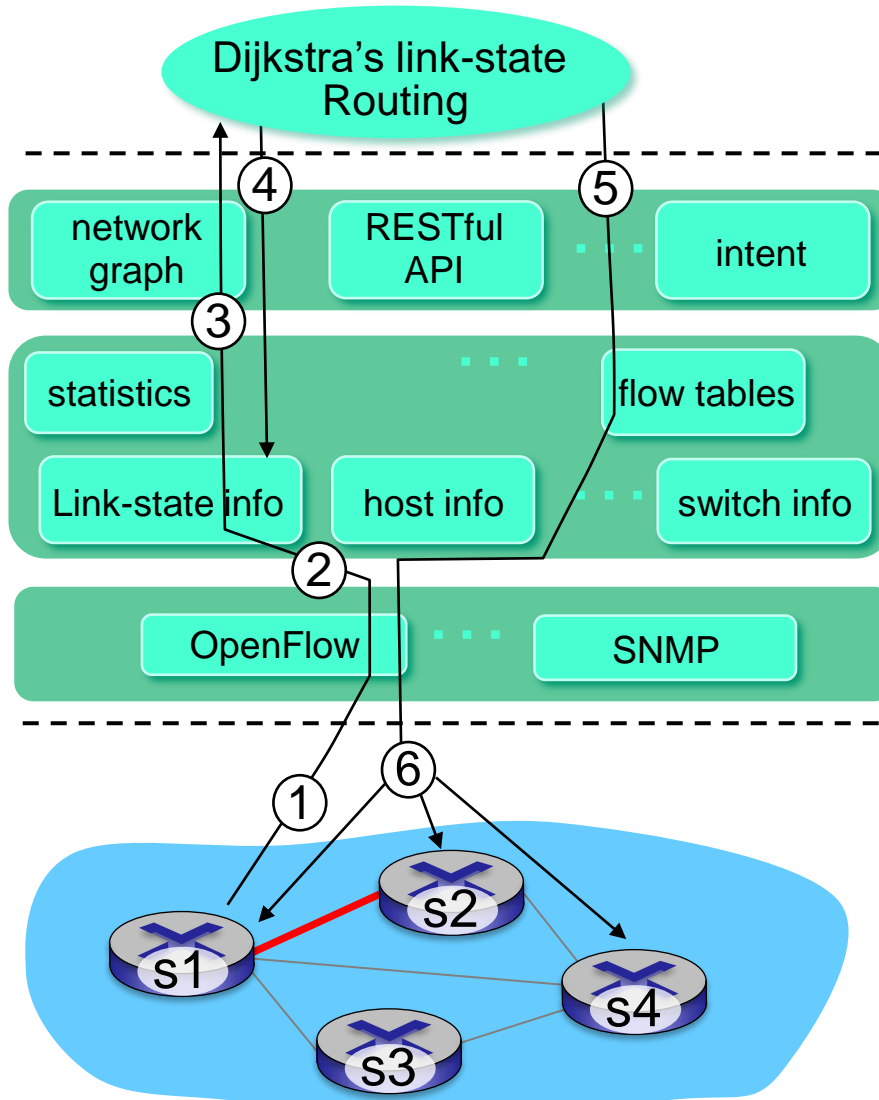 Dijkstra's link-state
Routing
4
5
network
graph
RESTful
API
. . .
intent
3
. . .
statistics
flow tables
Link-state info
host info
. . .
switch info
2
OpenFlow
. . .
SNMP
6
1
s2
s1
s4
s3